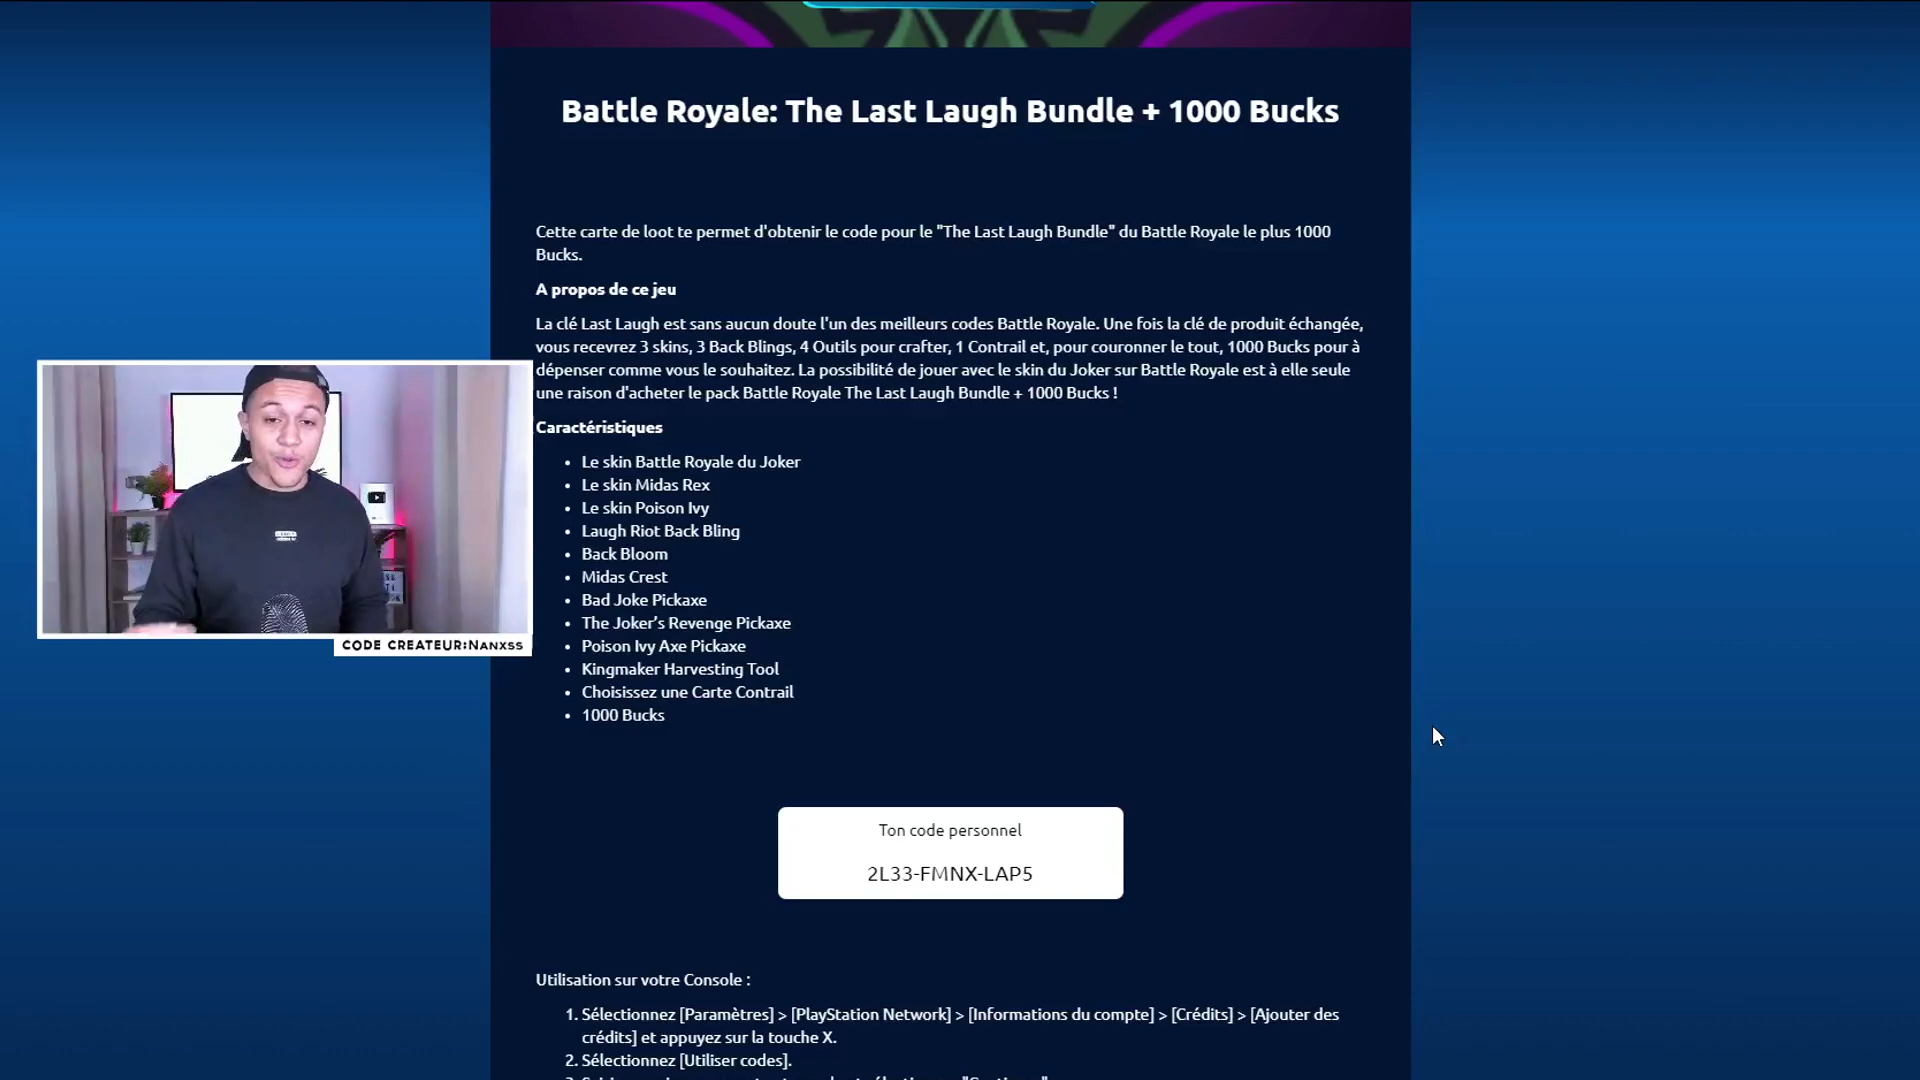 Battle Royale: The Last Laugh Bundle + 1000 Bucks
Cette carte de loot te permet d'obtenir le code pour le "The Last Laugh Bundle" du Battle Royale le plus 1000
Bucks.
A propos de ce jeu
La clé Last Laugh est sans aucun doute l'un des meilleurs codes Battle Royale. Une fois la clé de produit échangée,
vous recevrez 3 skins, 3 Back Blings, 4 Outils pour crafter, 1 Contrail et, pour couronner le tout, 1000 Bucks pour à
dépenser comme vous le souhaitez. La possibilité de jouer avec le skin du Joker sur Battle Royale est à elle seule
une raison d'acheter le pack Battle Royale The Last Laugh Bundle + 1000 Bucks !
Caractéristiques
• Le skin Battle Royale du Joker
• Le skin Midas Rex
• Le skin Poison Ivy
• Laugh Riot Back Bling
• Back Bloom
• Midas Crest
• Bad Joke Pickaxe
• The Joker’s Revenge Pickaxe
• Poison Ivy Axe Pickaxe
• Kingmaker Harvesting Tool
• Choisissez une Carte Contrail
• 1000 Bucks
CODE CREATEUR:NANXSS
Ton code personnel
2L33-FMNX-LAP5
Utilisation sur votre Console :
1. Sélectionnez [Paramètres] > [PlayStation Network] > [Informations du compte] > [Crédits] > [Ajouter des
crédits] et appuyez sur la touche X.
2. Sélectionnez [Utiliser codes].